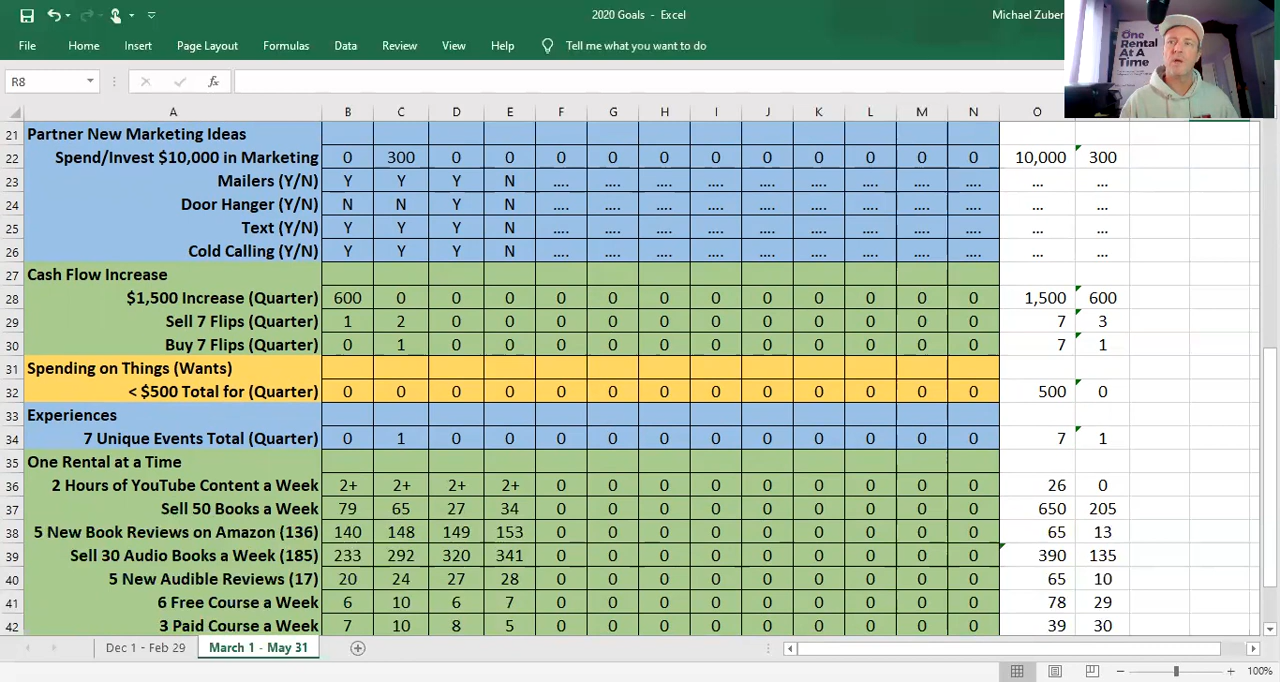 2020 Goals - Excel
Michael Zuber
One Rental At A Time
File Home Insert Page Layout Formulas Data Review View Help Tell me what you want to do
R8 fx
A B C D E F G H I J K L M N O
21 Partner New Marketing Ideas
22 Spend/Invest $10,000 in Marketing 0 300 0 0 0 0 0 0 0 0 0 0 0 10,000 300
23 Mailers (Y/N) Y Y Y N .... .... .... .... .... .... .... .... .... ... ...
24 Door Hanger (Y/N) N N Y N .... .... .... .... .... .... .... .... .... ... ...
25 Text (Y/N) Y Y Y N .... .... .... .... .... .... .... .... .... ... ...
26 Cold Calling (Y/N) Y Y Y N .... .... .... .... .... .... .... .... .... ... ...
27 Cash Flow Increase
28 $1,500 Increase (Quarter) 600 0 0 0 0 0 0 0 0 0 0 0 0 1,500 600
29 Sell 7 Flips (Quarter) 1 2 0 0 0 0 0 0 0 0 0 0 0 7 3
30 Buy 7 Flips (Quarter) 0 1 0 0 0 0 0 0 0 0 0 0 0 7 1
31 Spending on Things (Wants)
32 < $500 Total for (Quarter) 0 0 0 0 0 0 0 0 0 0 0 0 0 500 0
33 Experiences
34 7 Unique Events Total (Quarter) 0 1 0 0 0 0 0 0 0 0 0 0 0 7 1
35 One Rental at a Time
36 2 Hours of YouTube Content a Week 2+ 2+ 2+ 2+ 0 0 0 0 0 0 0 0 0 26 0
37 Sell 50 Books a Week 79 65 27 34 0 0 0 0 0 0 0 0 0 650 205
38 5 New Book Reviews on Amazon (136) 140 148 149 153 0 0 0 0 0 0 0 0 0 65 13
39 Sell 30 Audio Books a Week (185) 233 292 320 341 0 0 0 0 0 0 0 0 0 390 135
40 5 New Audible Reviews (17) 20 24 27 28 0 0 0 0 0 0 0 0 0 65 10
41 6 Free Course a Week 6 10 6 7 0 0 0 0 0 0 0 0 0 78 29
42 3 Paid Course a Week 7 10 8 5 0 0 0 0 0 0 0 0 0 39 30
Dec 1 - Feb 29 March 1 - May 31
100%